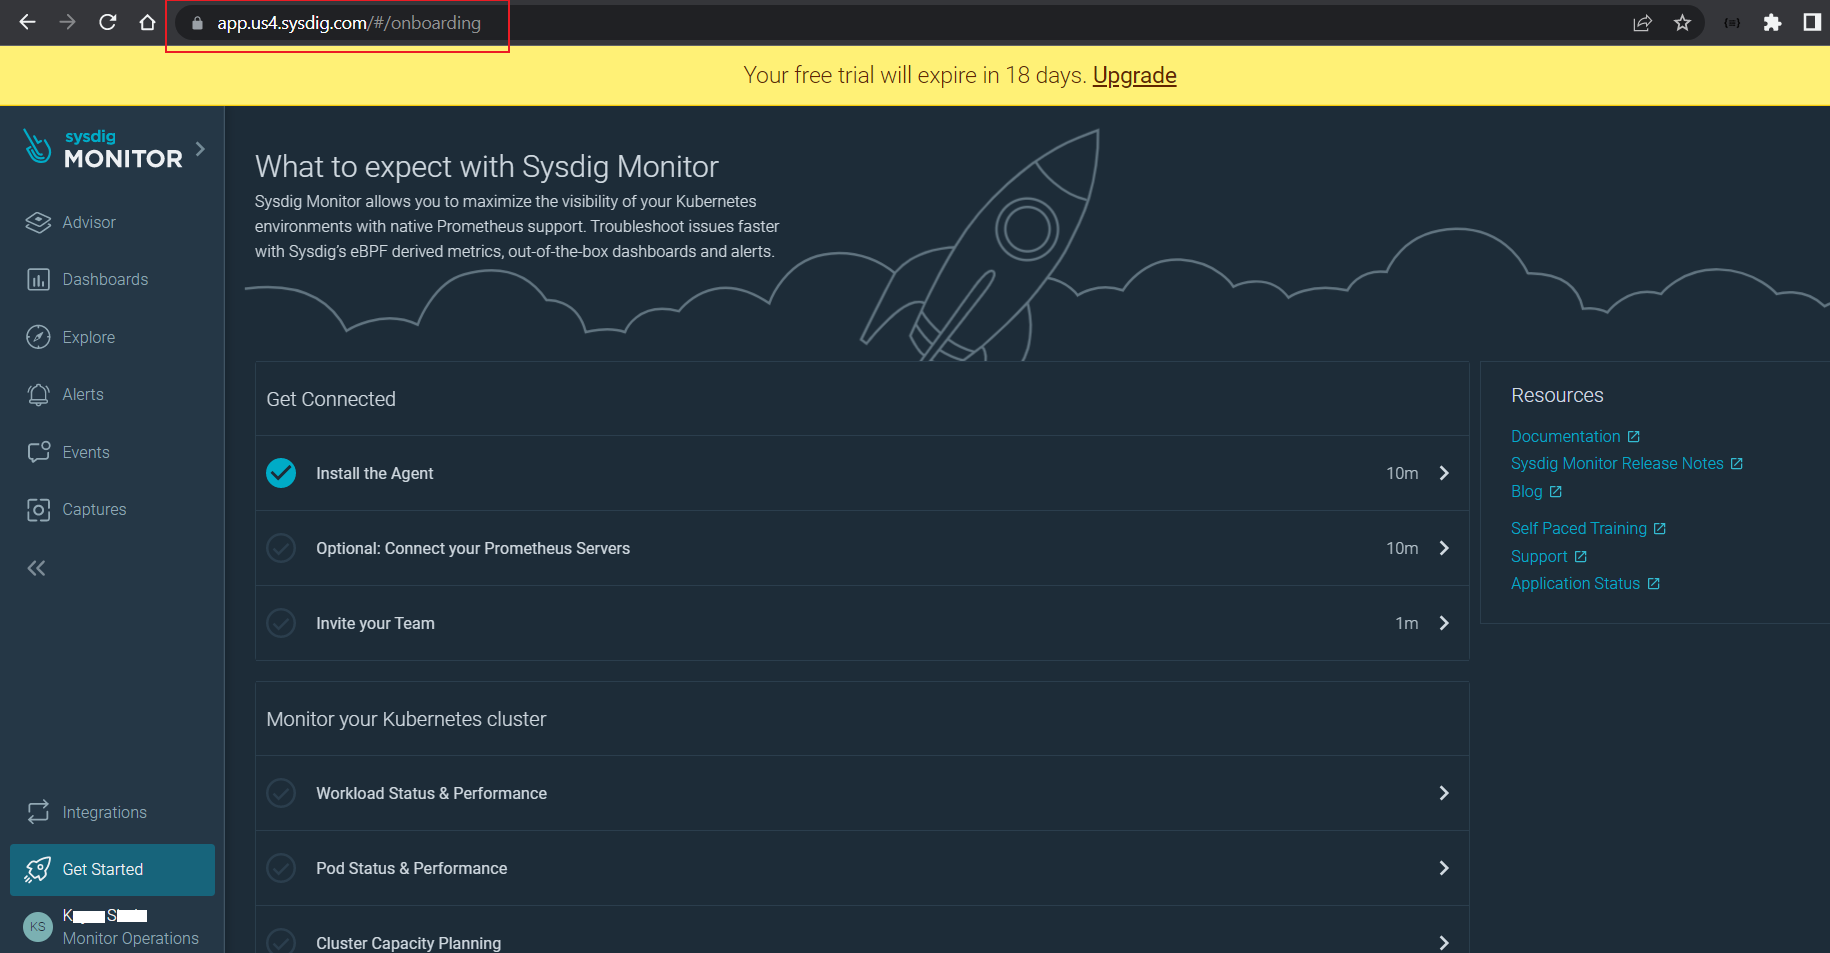 app.us4.sysdig.com/#/onboarding
Your free trial will expire in 18 days. Upgrade
sysdig
MONITOR
Advisor
Dashboards
Explore
Alerts
Events
Captures
Integrations
Get Started
KS
K S
Monitor Operations
What to expect with Sysdig Monitor
Sysdig Monitor allows you to maximize the visibility of your Kubernetes
environments with native Prometheus support. Troubleshoot issues faster
with Sysdig's eBPF derived metrics, out-of-the-box dashboards and alerts.
Get Connected
Install the Agent 10m
Optional: Connect your Prometheus Servers 10m
Invite your Team 1m
Monitor your Kubernetes cluster
Workload Status & Performance
Pod Status & Performance
Cluster Capacity Planning
Resources
Documentation
Sysdig Monitor Release Notes
Blog
Self Paced Training
Support
Application Status